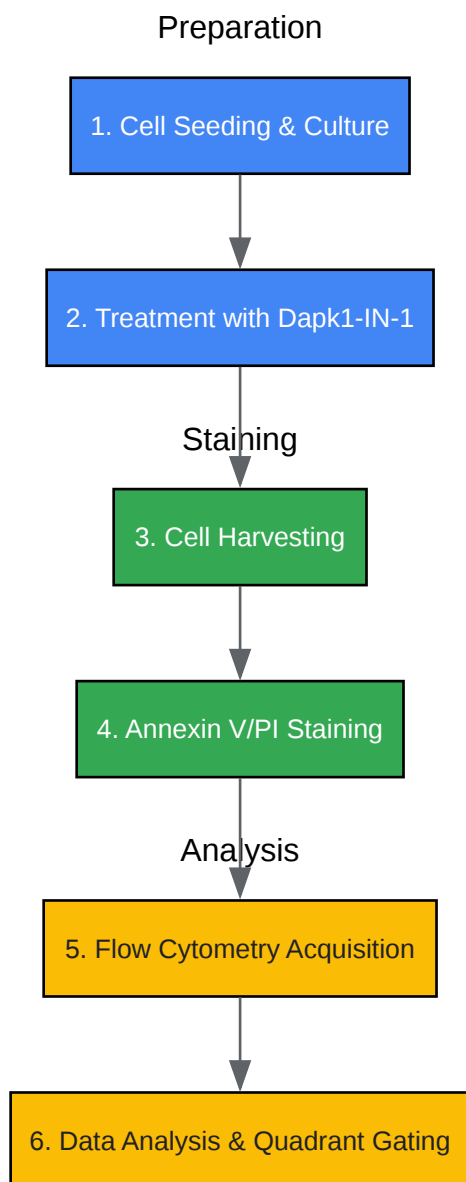 Preparation
1. Cell Seeding & Culture
2. Treatment with Dapk1-IN-1
Staining
3. Cell Harvesting
4. Annexin V/PI Staining
Analysis
5. Flow Cytometry Acquisition
6. Data Analysis & Quadrant Gating